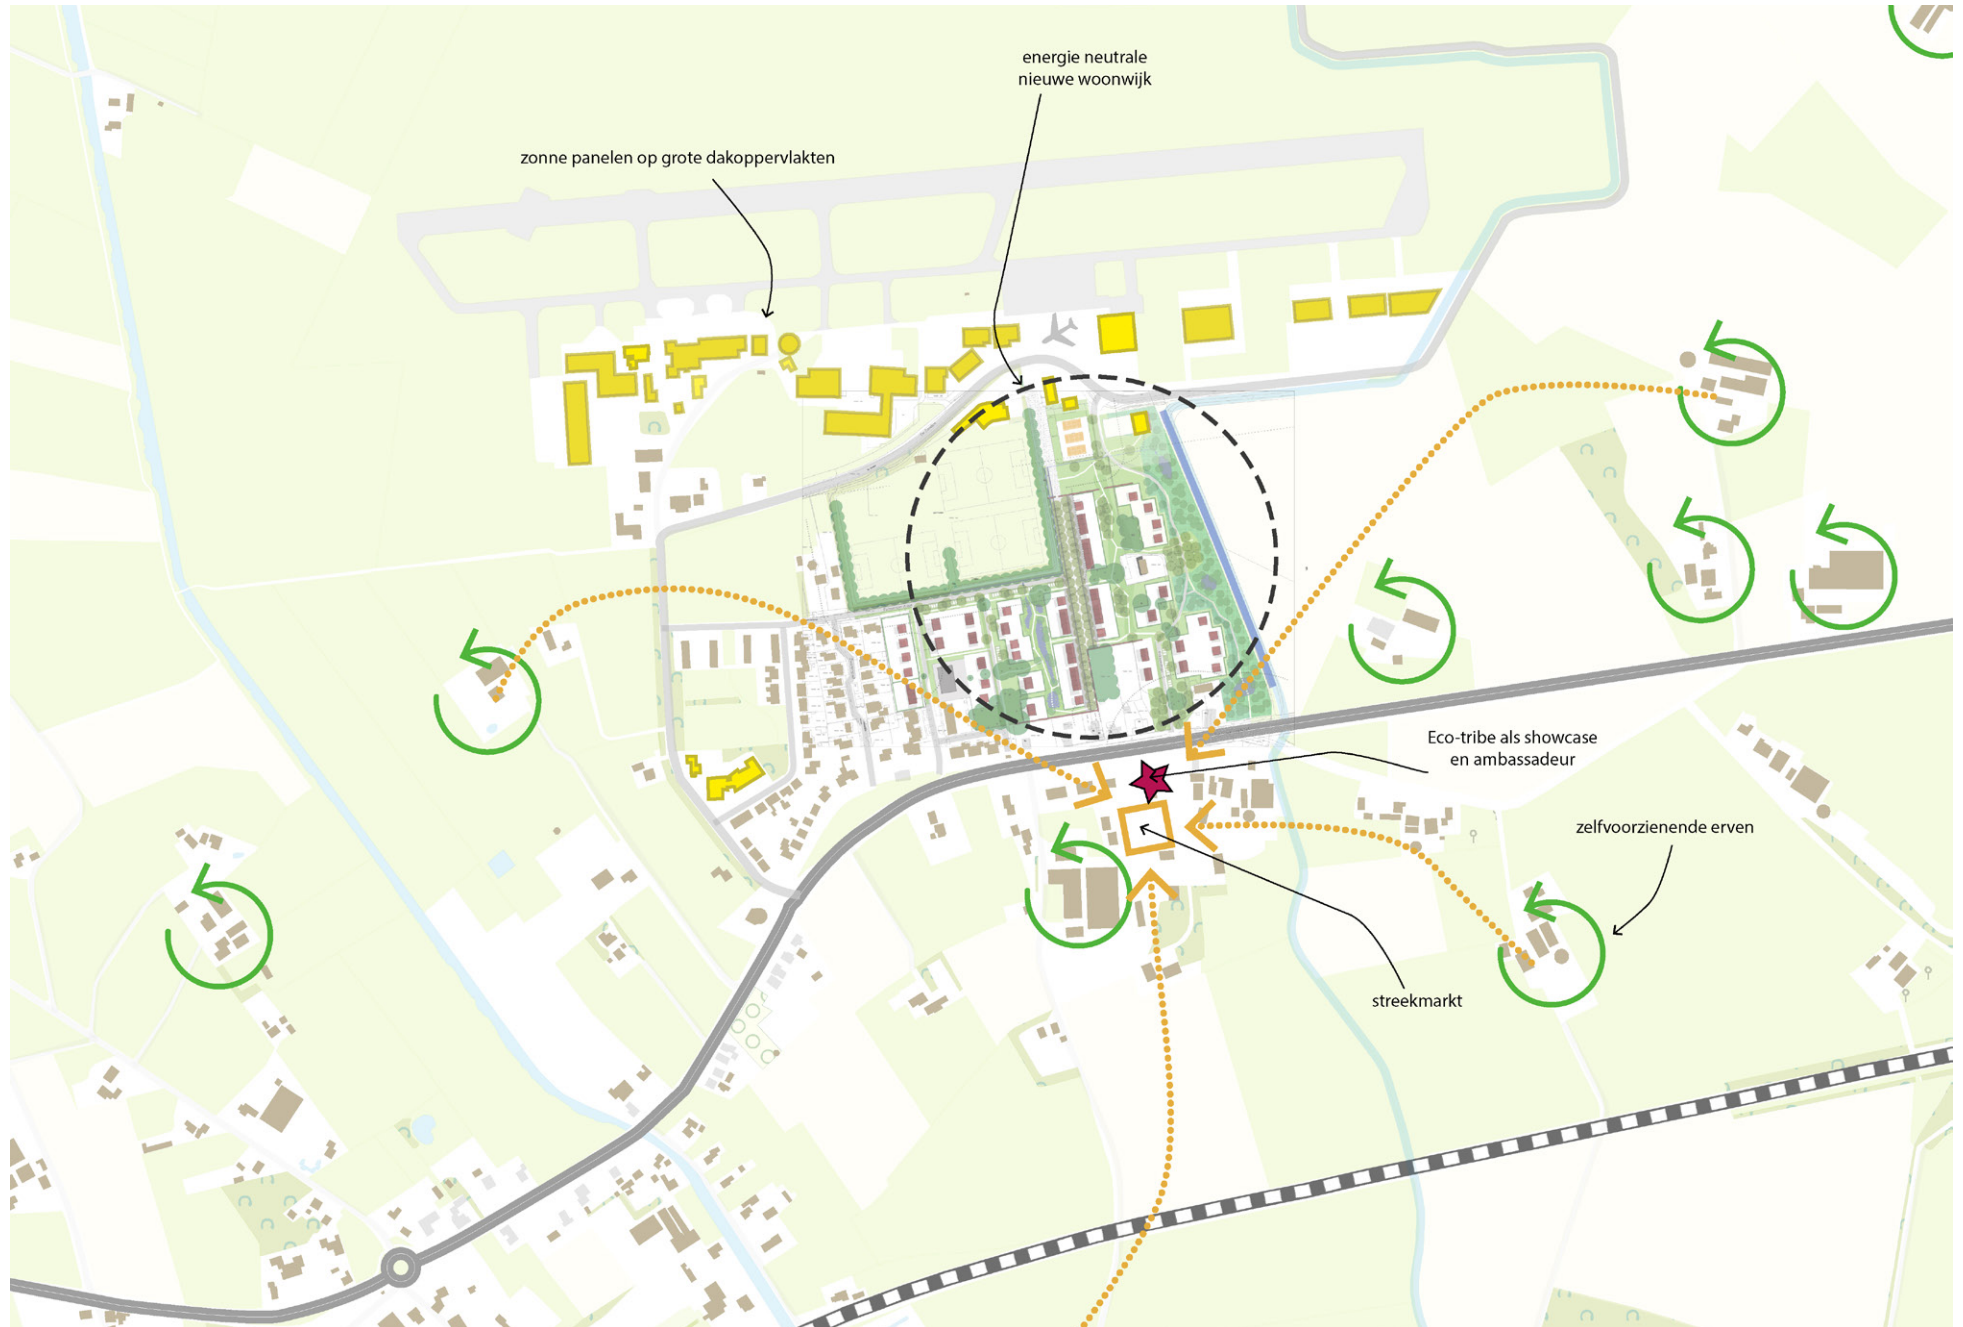 energie neutrale
nieuwe woonwijk
zonne panelen op grote dakoppervlakten
Eco-tribe als showcase
en ambassadeur
zelfvoorzienende erven
streekmarkt